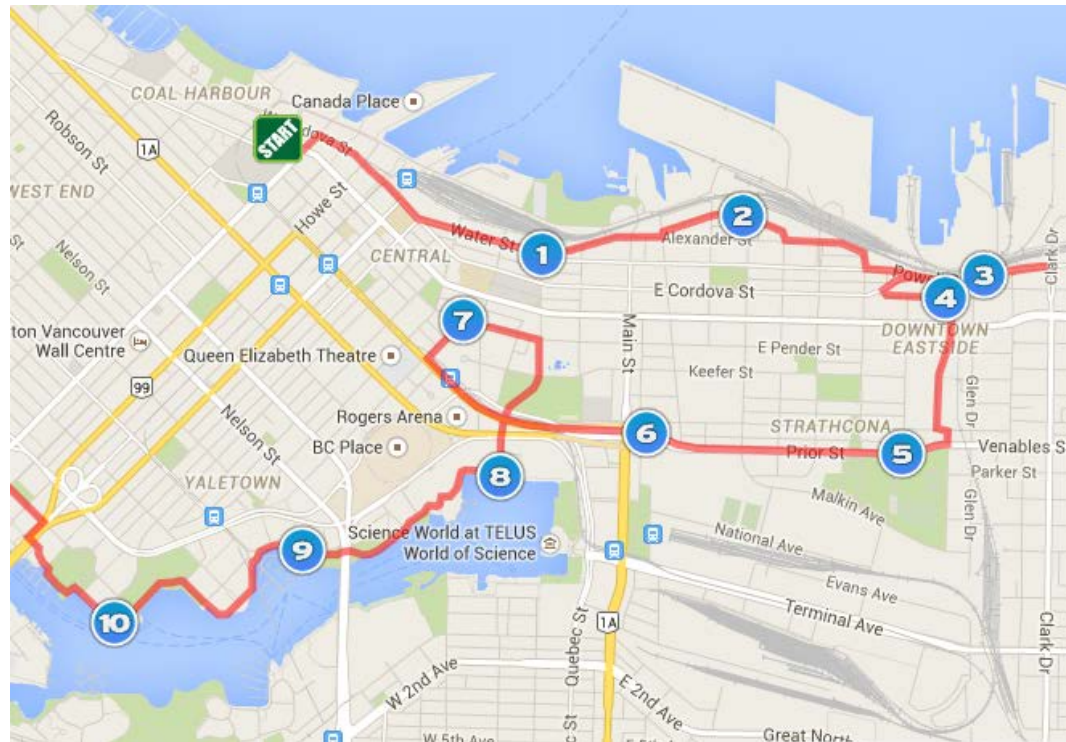 COAL HARBOUR
Canada Place
Robson St
1A
START
WEST END
Howe St
2
Alexander St
Water St
1
Clark Dr
Nelson St
CENTRAL
3
4
E Cordova St
7
DOWNTOWN
EASTSIDE
ton Vancouver
Wall Centre
Main St
E Pender St
Queen Elizabeth Theatre
Keefer St
99
Glen Dr
Nelson St
Rogers Arena
6
STRATHCONA
BC Place
Prior St
5
Venables S
Parker St
8
YALETOWN
Malkin Ave
Glen Dr
9
Science World at TELUS
World of Science
National Ave
Evans Ave
10
1A
Terminal Ave
Quebec St
Clark Dr
W 2nd Ave
E 2nd Ave
Great North
W 5th Ave